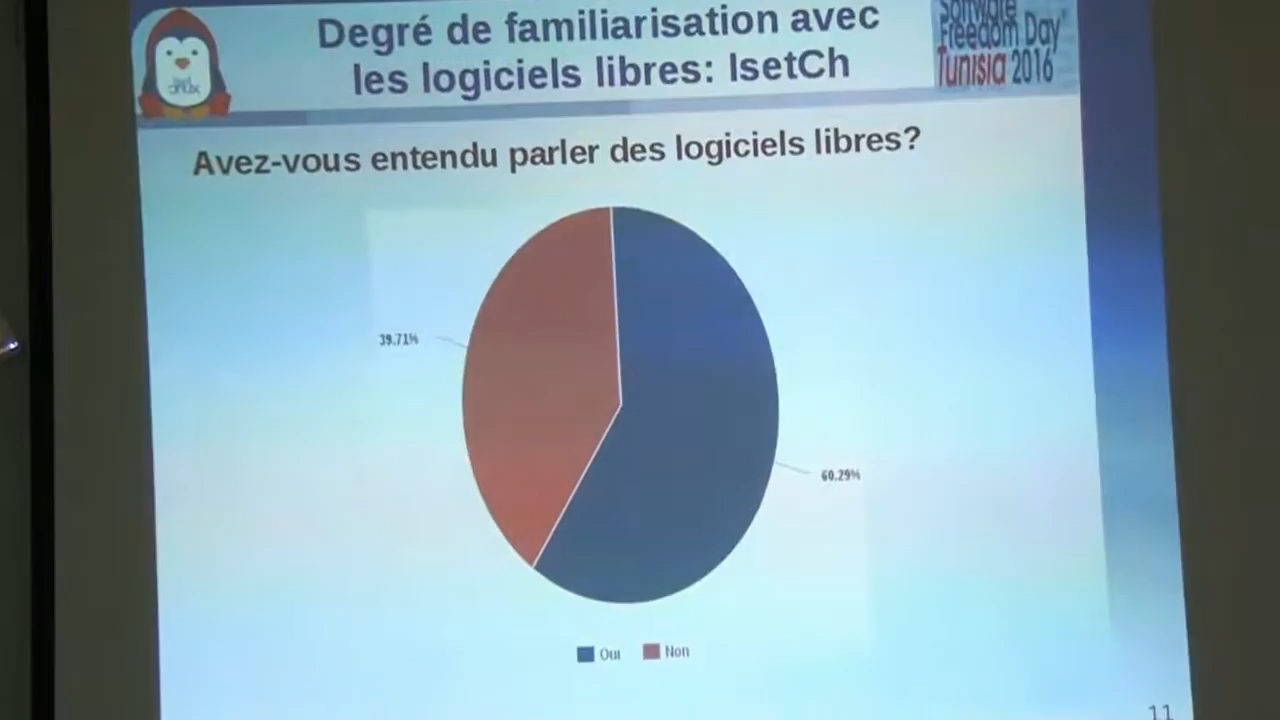 Degré de familiarisation avec
les logiciels libres: IsetCh
Software
Freedom Day
Tunisia 2016
Avez-vous entendu parler des logiciels libres?
39.71%
60.29%
Oui
Non
11